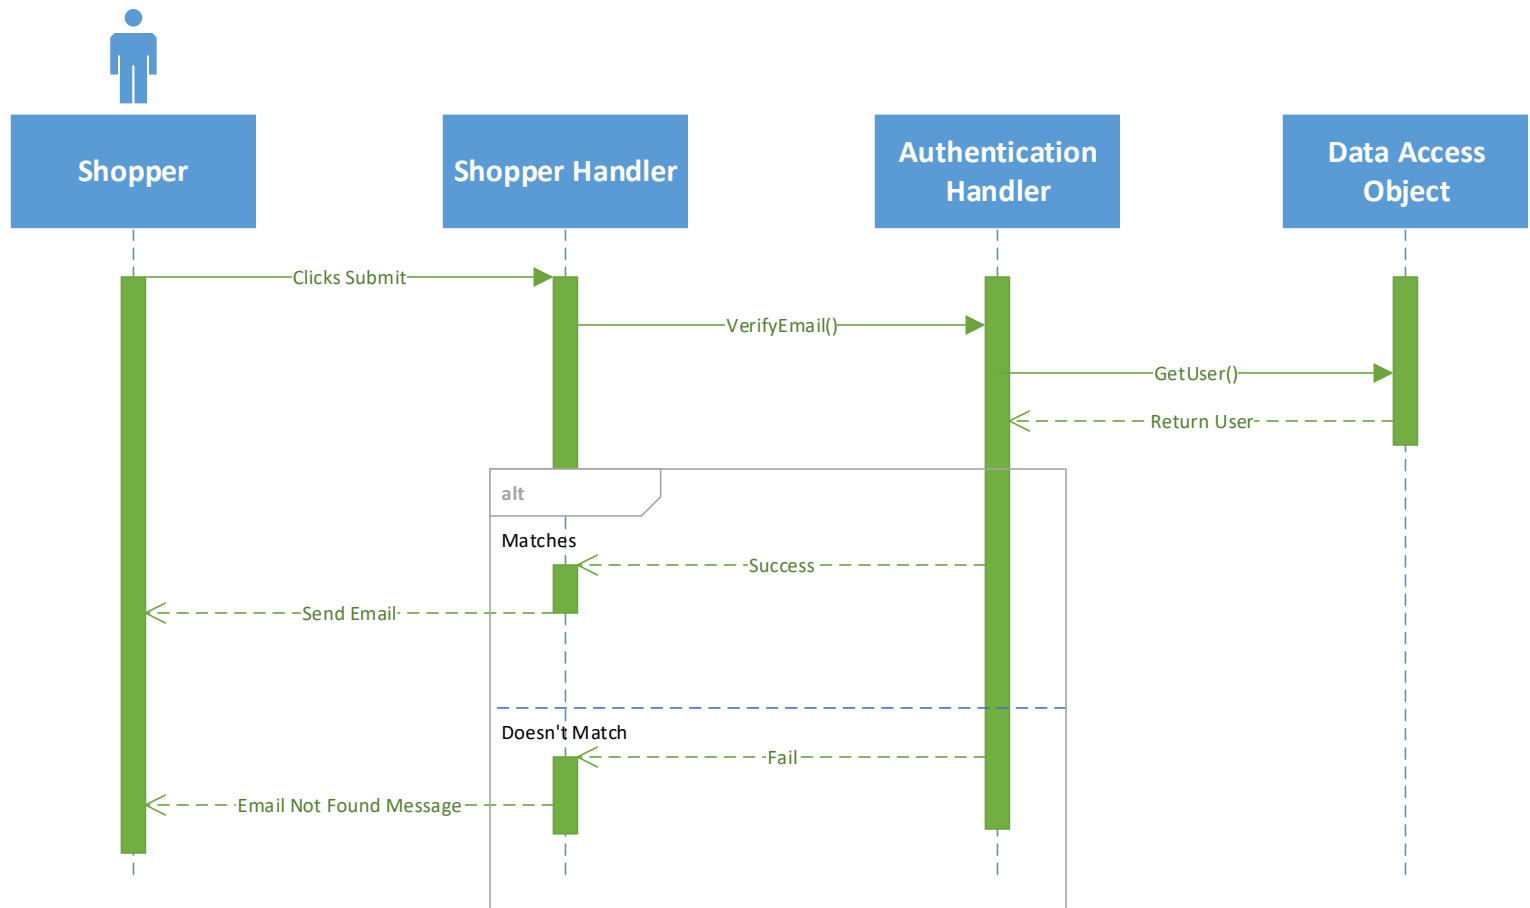 Shopper
Shopper Handler
Authentication
Handler
Data Access
Object
Clicks Submit
VerifyEmail()
GetUser()
Return User
alt
Matches
Success
Send Email
Doesn't Match
Fail
Email Not Found Message